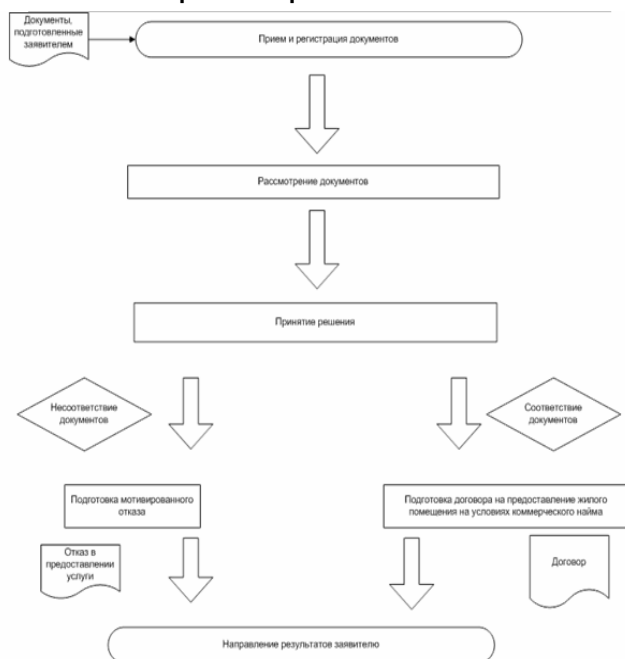 Документы,
подготовленные
заявителем
Прием и регистрация документов
Рассмотрение документов
Принятие решения
Несоответствие
документов
Соответствие
документов
Подготовка мотивированного
отказа
Подготовка договора на предоставление жилого
помещения на условиях коммерческого найма
Отказ в
предоставлении
услуги
Договор
Направление результатов заявителю